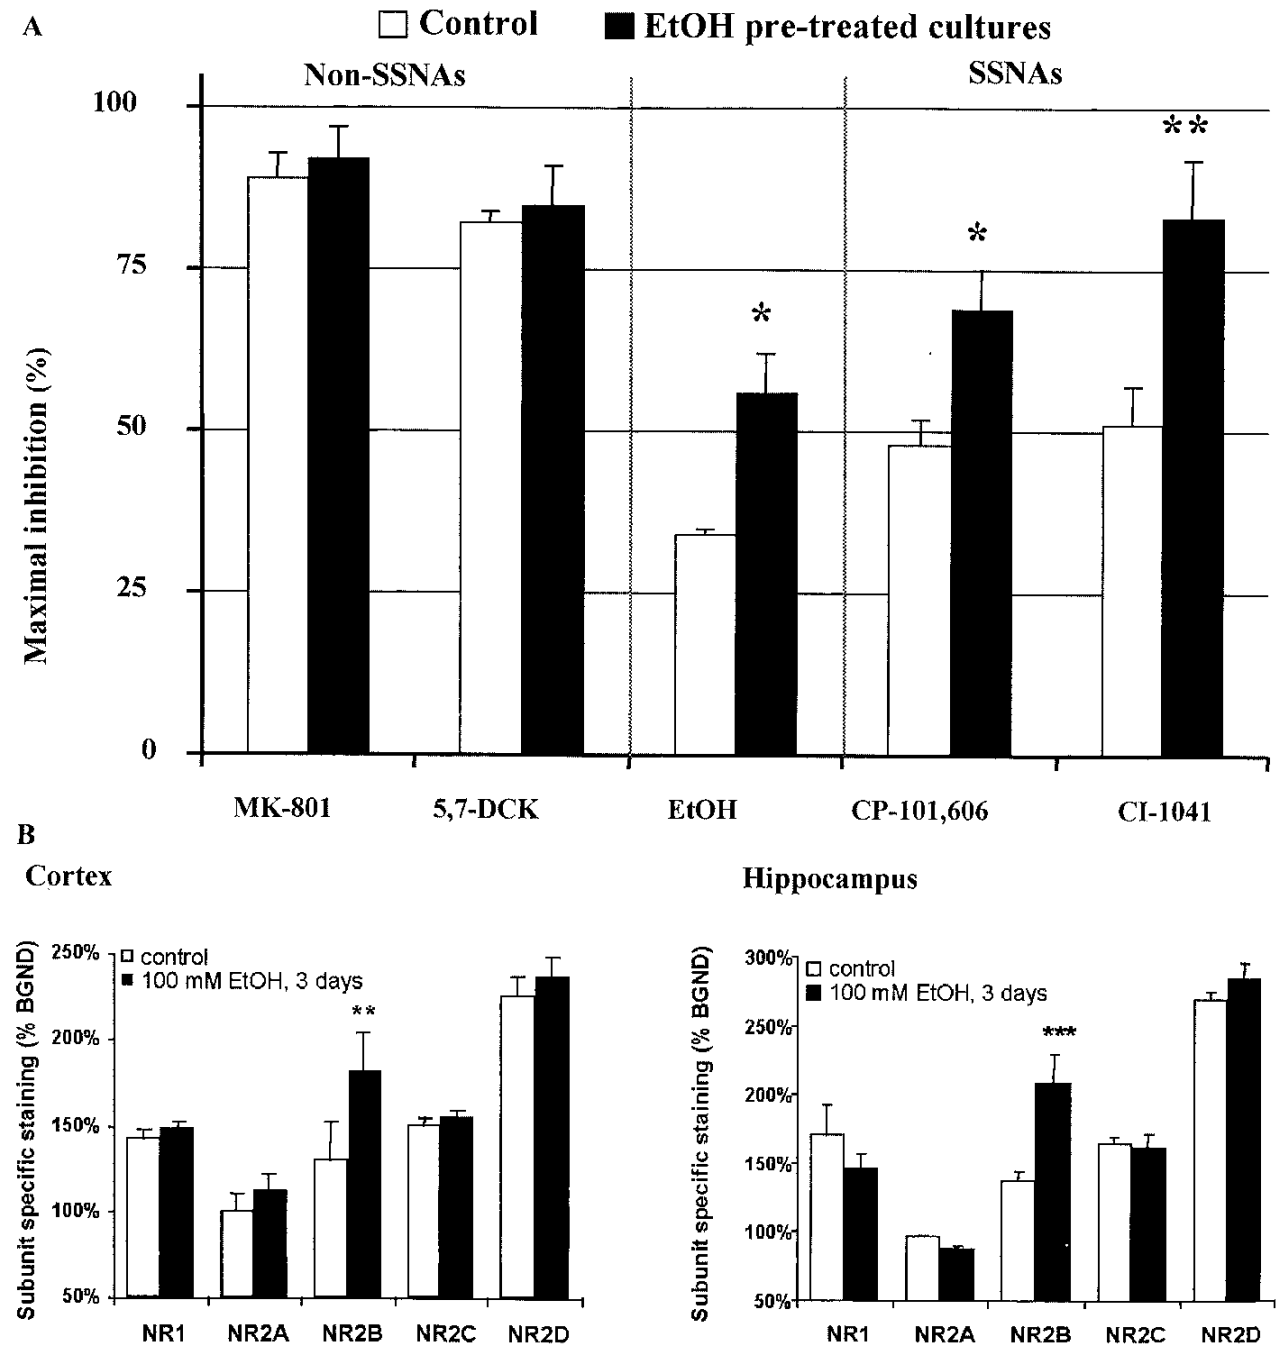 A
Control EtOH pre-treated cultures
Non-SSNAs SSNAs
100
75
50
25
0
Maximal inhibition (%)
* * **
MK-801 5,7-DCK EtOH CP-101,606 CI-1041
B
Cortex
250%
200%
150%
100%
50%
Subunit specific staining (% BGND)
control
100 mM EtOH, 3 days
**
NR1 NR2A NR2B NR2C NR2D
Hippocampus
300%
250%
200%
150%
100%
50%
Subunit specific staining (% BGND)
control
100 mM EtOH, 3 days
***
NR1 NR2A NR2B NR2C NR2D